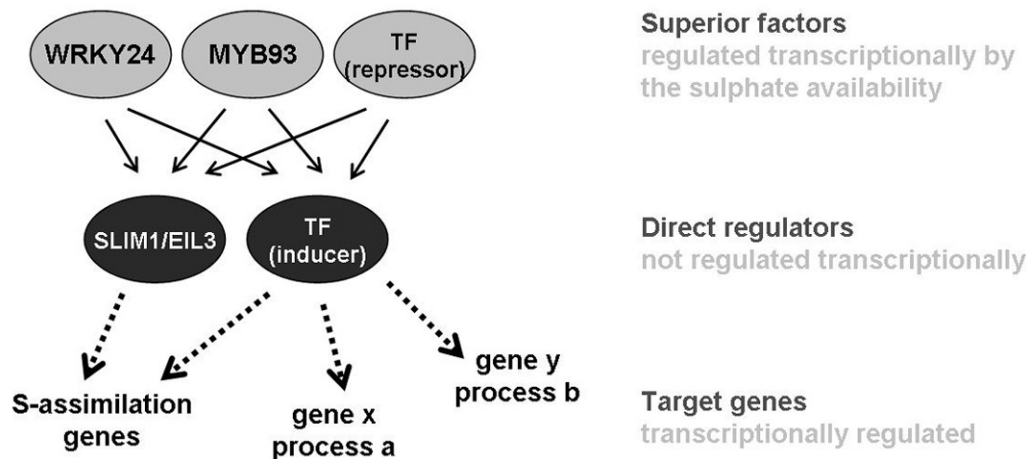 WRKY24
MYB93
TF
(repressor)
Superior factors
regulated transcriptionally by
the sulphate availability
SLIM1/EIL3
TF
(inducer)
Direct regulators
not regulated transcriptionally
S-assimilation
genes
gene x
process a
gene y
process b
Target genes
transcriptionally regulated